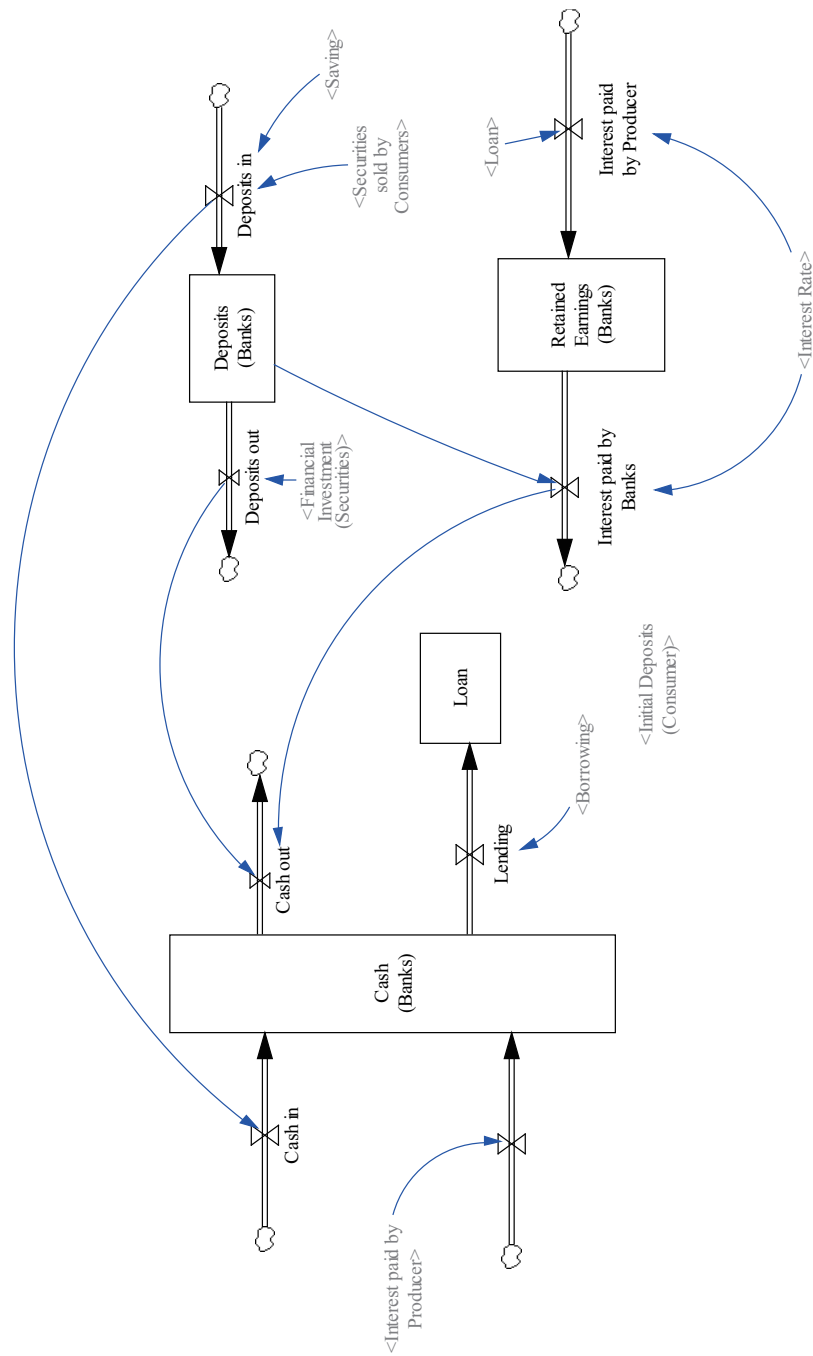 Cash in
<Interest paid by
Producer>
Cash
(Banks)
Cash out
Lending
<Borrowing>
Loan
<Initial Deposits
(Consumer)>
Deposits out
<Financial
Investment
(Securities)>
Deposits
(Banks)
Deposits in
<Saving>
<Securities
sold by
Consumers>
Interest paid by
Banks
Retained
Earnings
(Banks)
<Interest Rate>
<Loan>
Interest paid
by Producer